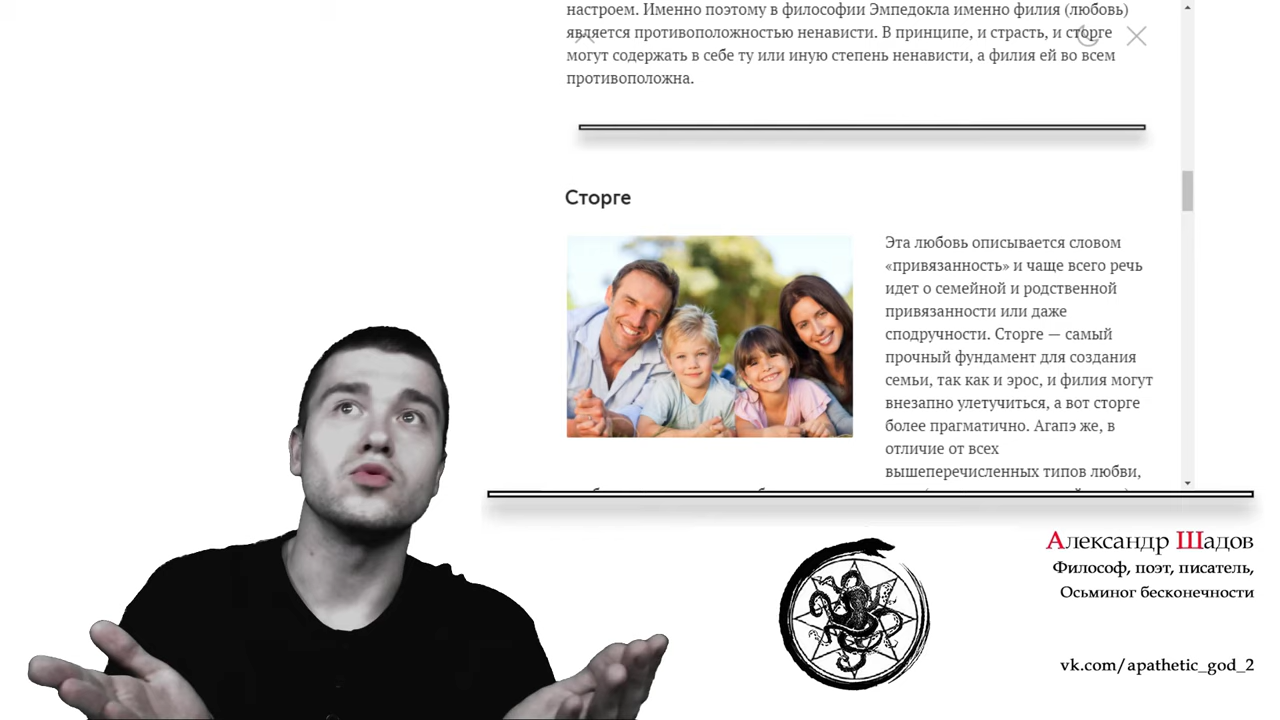 настроем. Именно поэтому в философии Эмпедокла именно филия (любовь)
является противоположностью ненависти. В принципе, и страсть, и сторге
могут содержать в себе ту или иную степень ненависти, а филия ей во всем
противоположна.
Сторге
Эта любовь описывается словом
«привязанность» и чаще всего речь
идет о семейной и родственной
привязанности или даже
сподручности. Сторге — самый
прочный фундамент для создания
семьи, так как и эрос, и филия могут
внезапно улетучиться, а вот сторге
более прагматично. Агапэ же, в
отличие от всех
вышеперечисленных типов любви,
Александр Шадов
Философ, поэт, писатель,
Осьминог бесконечности
vk.com/apathetic_god_2